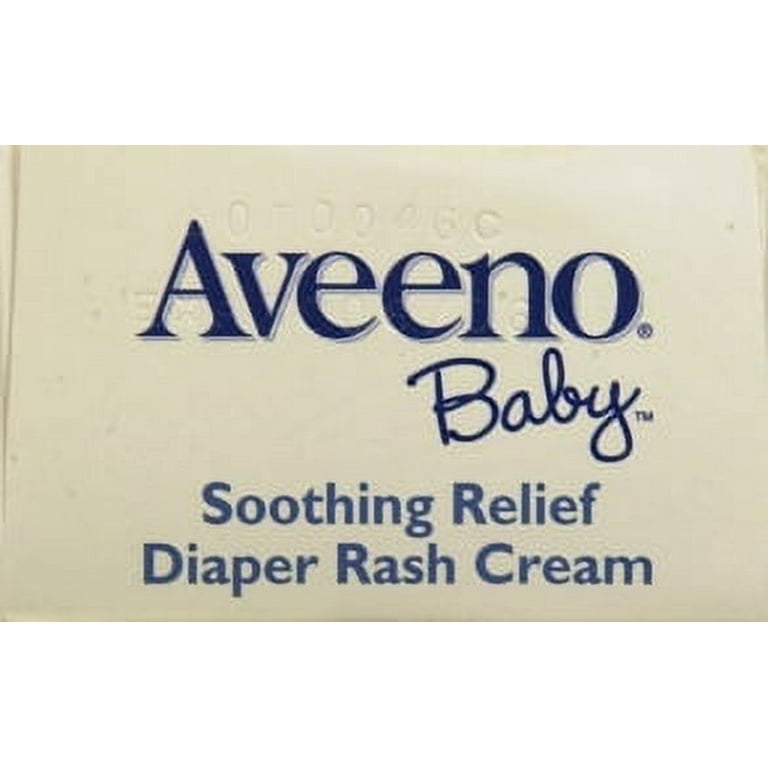 Aveeno®
Baby™
Soothing Relief
Diaper Rash Cream